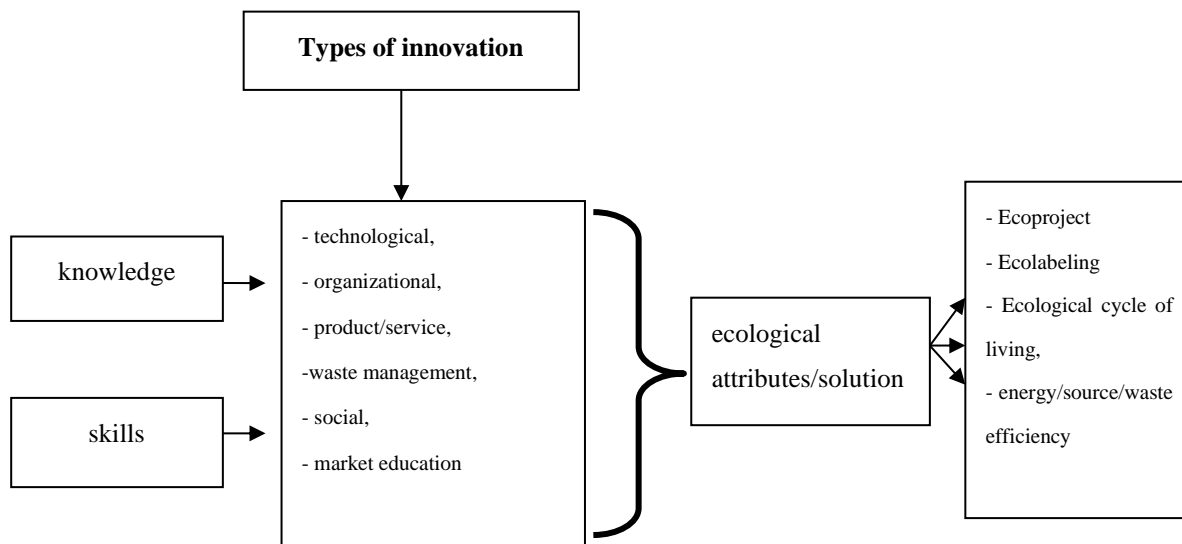 Types of innovation
knowledge
skills
- technological,
- organizational,
- product/service,
-waste management,
- social,
- market education
ecological
attributes/solution
- Ecoproject
- Ecolabeling
- Ecological cycle of
living,
- energy/source/waste
efficiency